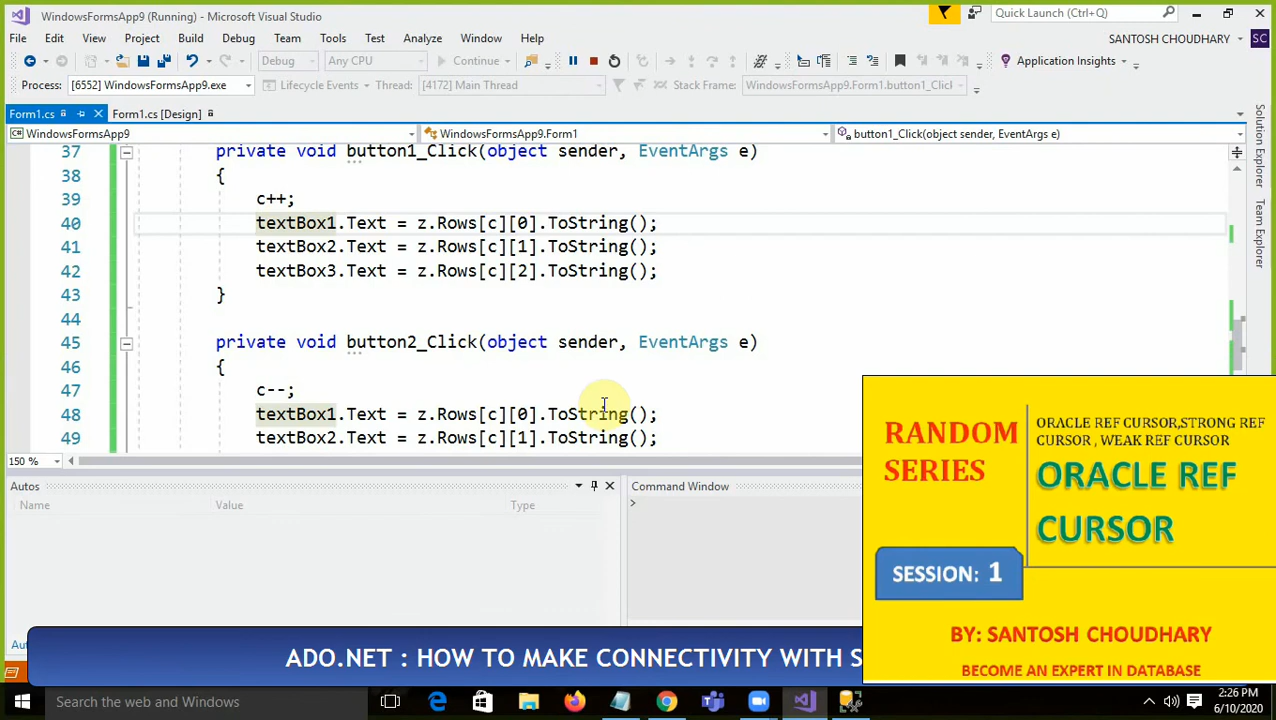 WindowsFormsApp9 (Running) - Microsoft Visual Studio
Quick Launch (Ctrl+Q)
File Edit View Project Build Debug Team Tools Test Analyze Window Help
SANTOSH CHOUDHARY
SC
Debug Any CPU Continue Application Insights
Process: [6552] WindowsFormsApp9.exe Lifecycle Events Thread: [4172] Main Thread Stack Frame: WindowsFormsApp9.Form1.button1_Clic
Form1.cs Form1.cs [Design]
WindowsFormsApp9 WindowsFormsApp9.Form1 button1_Click(object sender, EventArgs e)
37 private void button1_Click(object sender, EventArgs e)
38 {
39 c++;
40 textBox1.Text = z.Rows[c][0].ToString();
41 textBox2.Text = z.Rows[c][1].ToString();
42 textBox3.Text = z.Rows[c][2].ToString();
43 }
44
45 private void button2_Click(object sender, EventArgs e)
46 {
47 c--;
48 textBox1.Text = z.Rows[c][0].ToString();
49 textBox2.Text = z.Rows[c][1].ToString();
150 %
Solution Explorer
Team Explorer
Autos
Name Value Type
Command Window
>
Aut
RANDOM
SERIES
ORACLE REF CURSOR,STRONG REF
CURSOR , WEAK REF CURSOR
ORACLE REF
CURSOR
SESSION: 1
BY: SANTOSH CHOUDHARY
BECOME AN EXPERT IN DATABASE
ADO.NET : HOW TO MAKE CONNECTIVITY WITH S
Search the web and Windows
2:26 PM
6/10/2020